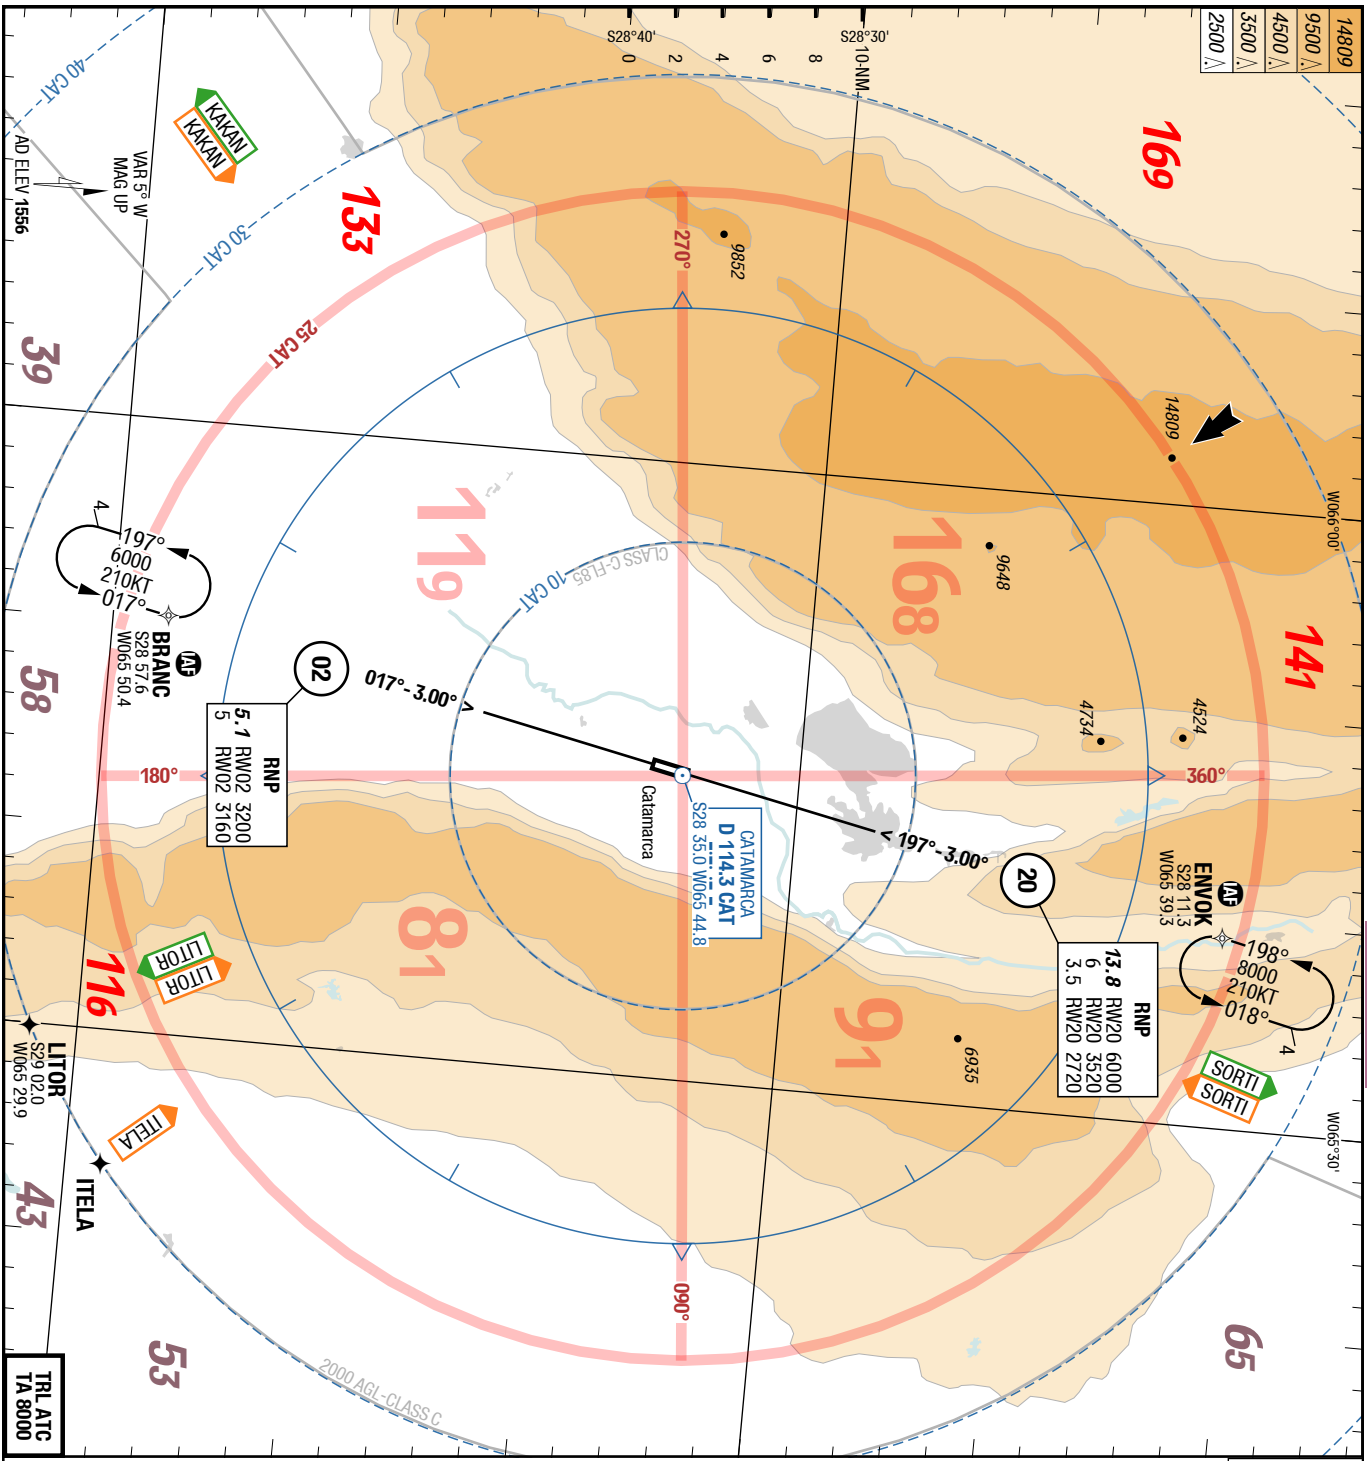 14809
9500
4500
3500
2500
S28°40'
S28°30'
0
2
4
6
8
10-NM
40 CAT
KAKAN
KAKAN
VAR 5° W
MAG UP
AD ELEV 1556
30 CAT
133
169
270°
9852
25 CAT
39
14809
W066°00'
119
CLASS C-FL85
10 CAT
168
9648
141
4
197°
6000
210KT
017°
IAF
BRANC
S28 57.6
W065 50.4
58
02
017°-3.00° >
RNP
5.1 RW02 3200
5 RW02 3160
180°
360°
4734
4524
Catamarca
CATAMARCA
D 114.3 CAT
S28 35.0 W065 44.8
< 197°-3.00°
20
IAF
ENVOK
S28 11.3
W065 39.3
198°
8000
210KT
018°
4
RNP
13.8 RW20 6000
6 RW20 3520
3.5 RW20 2720
81
91
6935
116
LITOR
LITOR
LITOR
S29 02.0
W065 29.9
SORTI
SORTI
W065°30'
ITELA
ITELA
43
090°
65
53
2000 AGL-CLASS C
TRL ATC
TA 8000